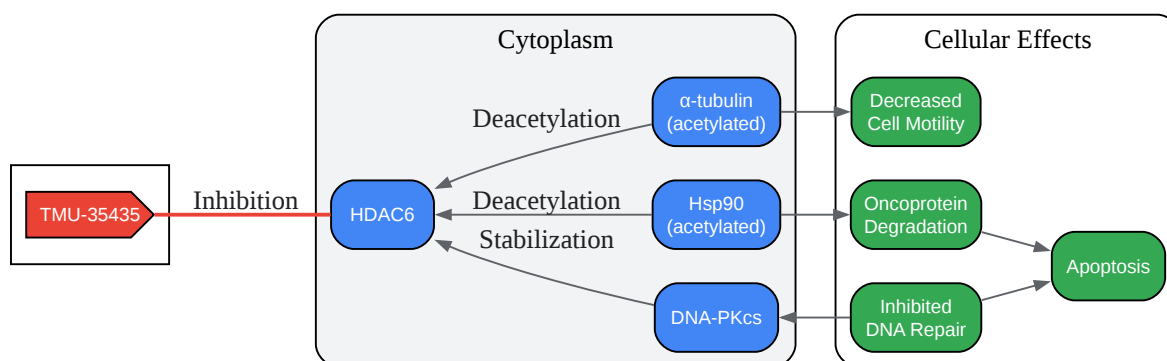 Cytoplasm
Cellular Effects
α-tubulin
(acetylated)
Decreased
Cell Motility
Deacetylation
TMU-35435
Inhibition
HDAC6
Deacetylation
Hsp90
(acetylated)
Oncoprotein
Degradation
Stabilization
Apoptosis
DNA-PKcs
Inhibited
DNA Repair